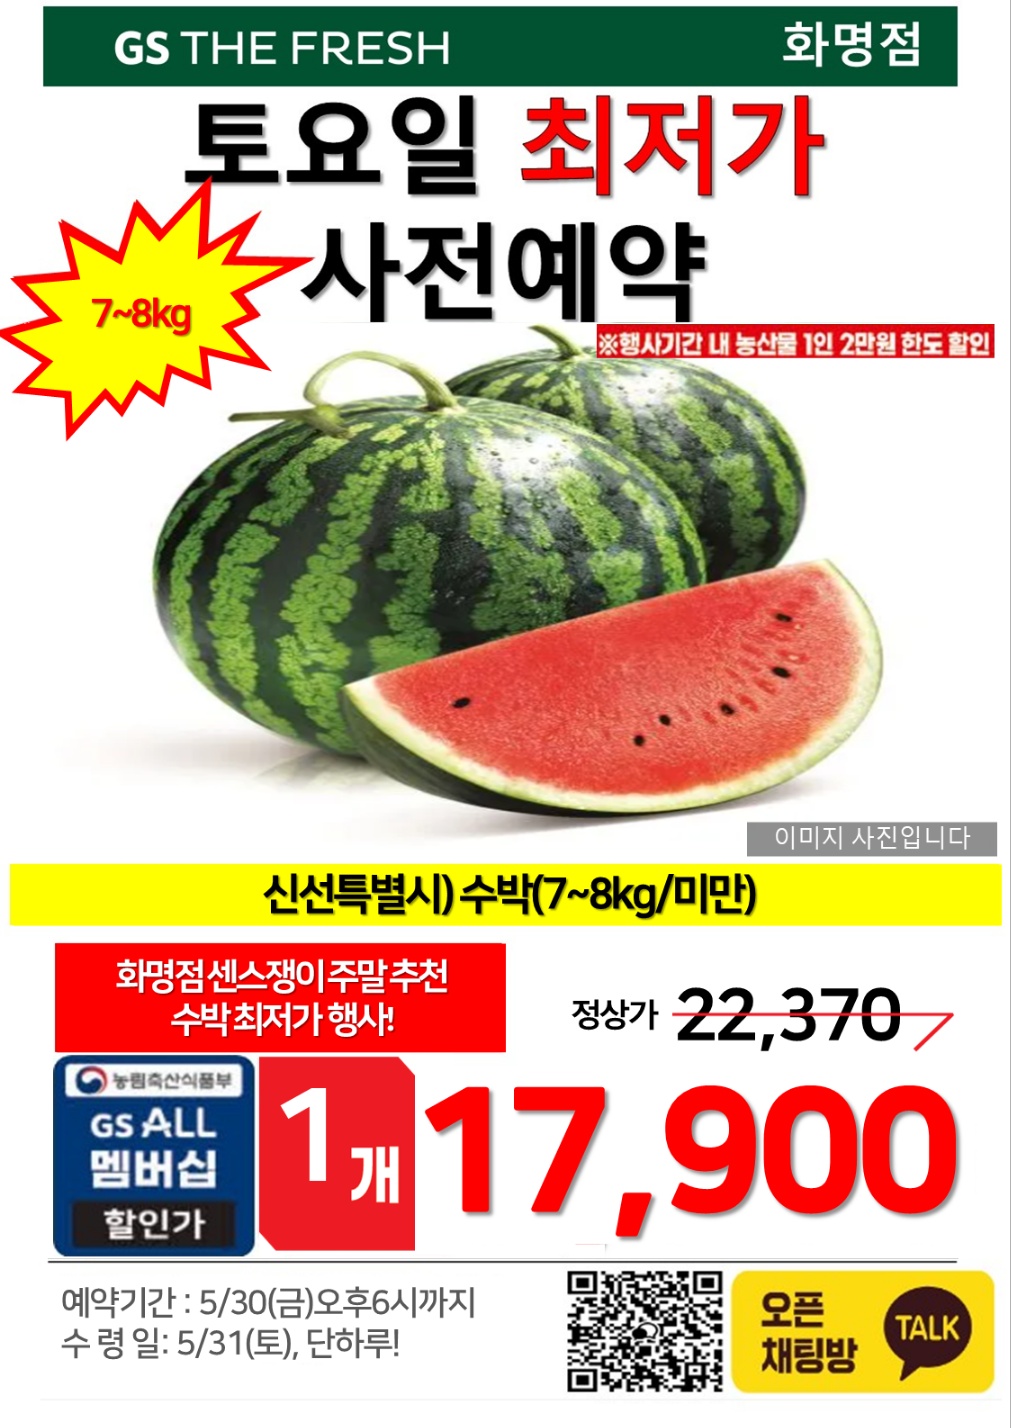 GS THE FRESH 화명점
토요일 최저가
사전예약
7~8kg
※행사기간 내 농산물 1인 2만원 한도 할인
이미지 사진입니다
신선특별시) 수박(7~8kg/미만)
화명점 센스쟁이 주말 추천
수박 최저가 행사!
정상가 22,370
농림축산식품부
GS ALL
멤버십
할인가
1개
17,900
예약기간 : 5/30(금)오후6시까지
수 령 일: 5/31(토), 단하루!
오픈
채팅방
TALK